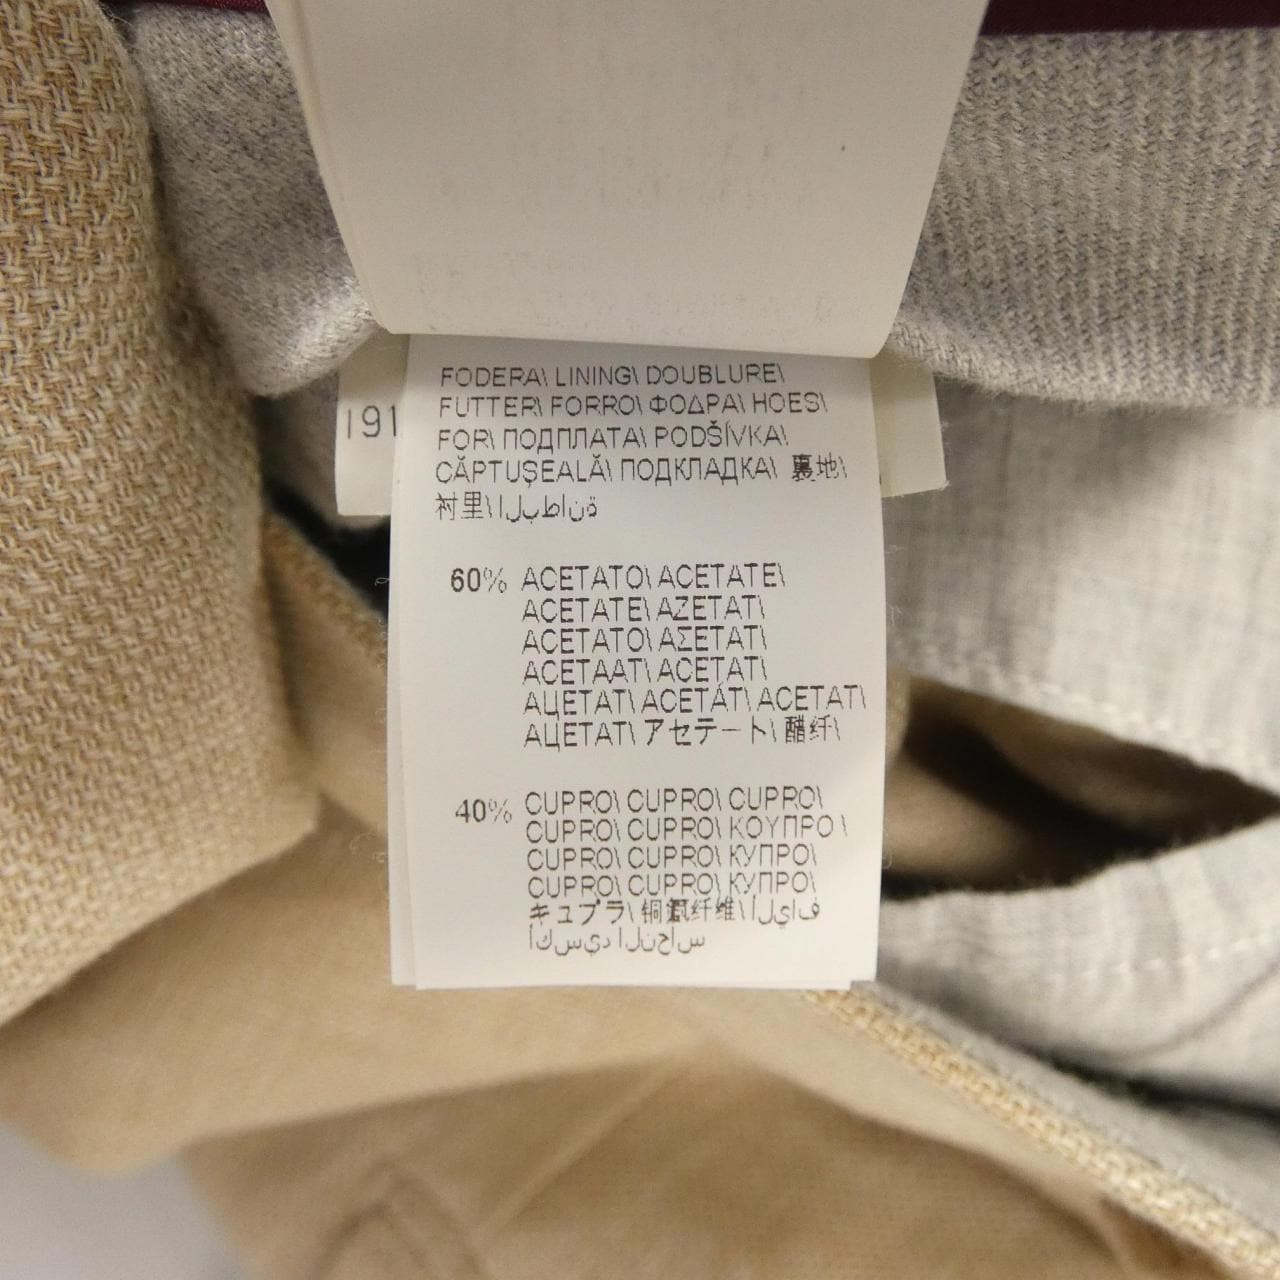 FODERA\ LINING\ DOUBLURE\
FUTTER\ FORRO\ ΦΟΔΡΑ\ HOES\
FOR\ ПОДПЛАТА\ PODŠÍVKA\
CĂPTUȘEALĂ\ ПОДКЛАДКА\ 裏地\
衬里\ البطانة
191
60% ACETATO\ ACETATE\
ACETATE\ AZETAT\
ACETATO\ ΑΣΕΤΑΤ\
ACETAAT\ ACETAT\
АЦЕТАТ\ ACETÁT\ ACETAT\
АЦЕТАТ\ アセテート\ 醋纤\
40% CUPRO\ CUPRO\ CUPRO\
CUPRO\ CUPRO\ ΚΟΥΠΡΟ \
CUPRO\ CUPRO\ КУПРО\
CUPRO\ CUPRO\ КУПРО\
キュプラ\ 铜氨纤维\ ألياف
أكسيد النحاس